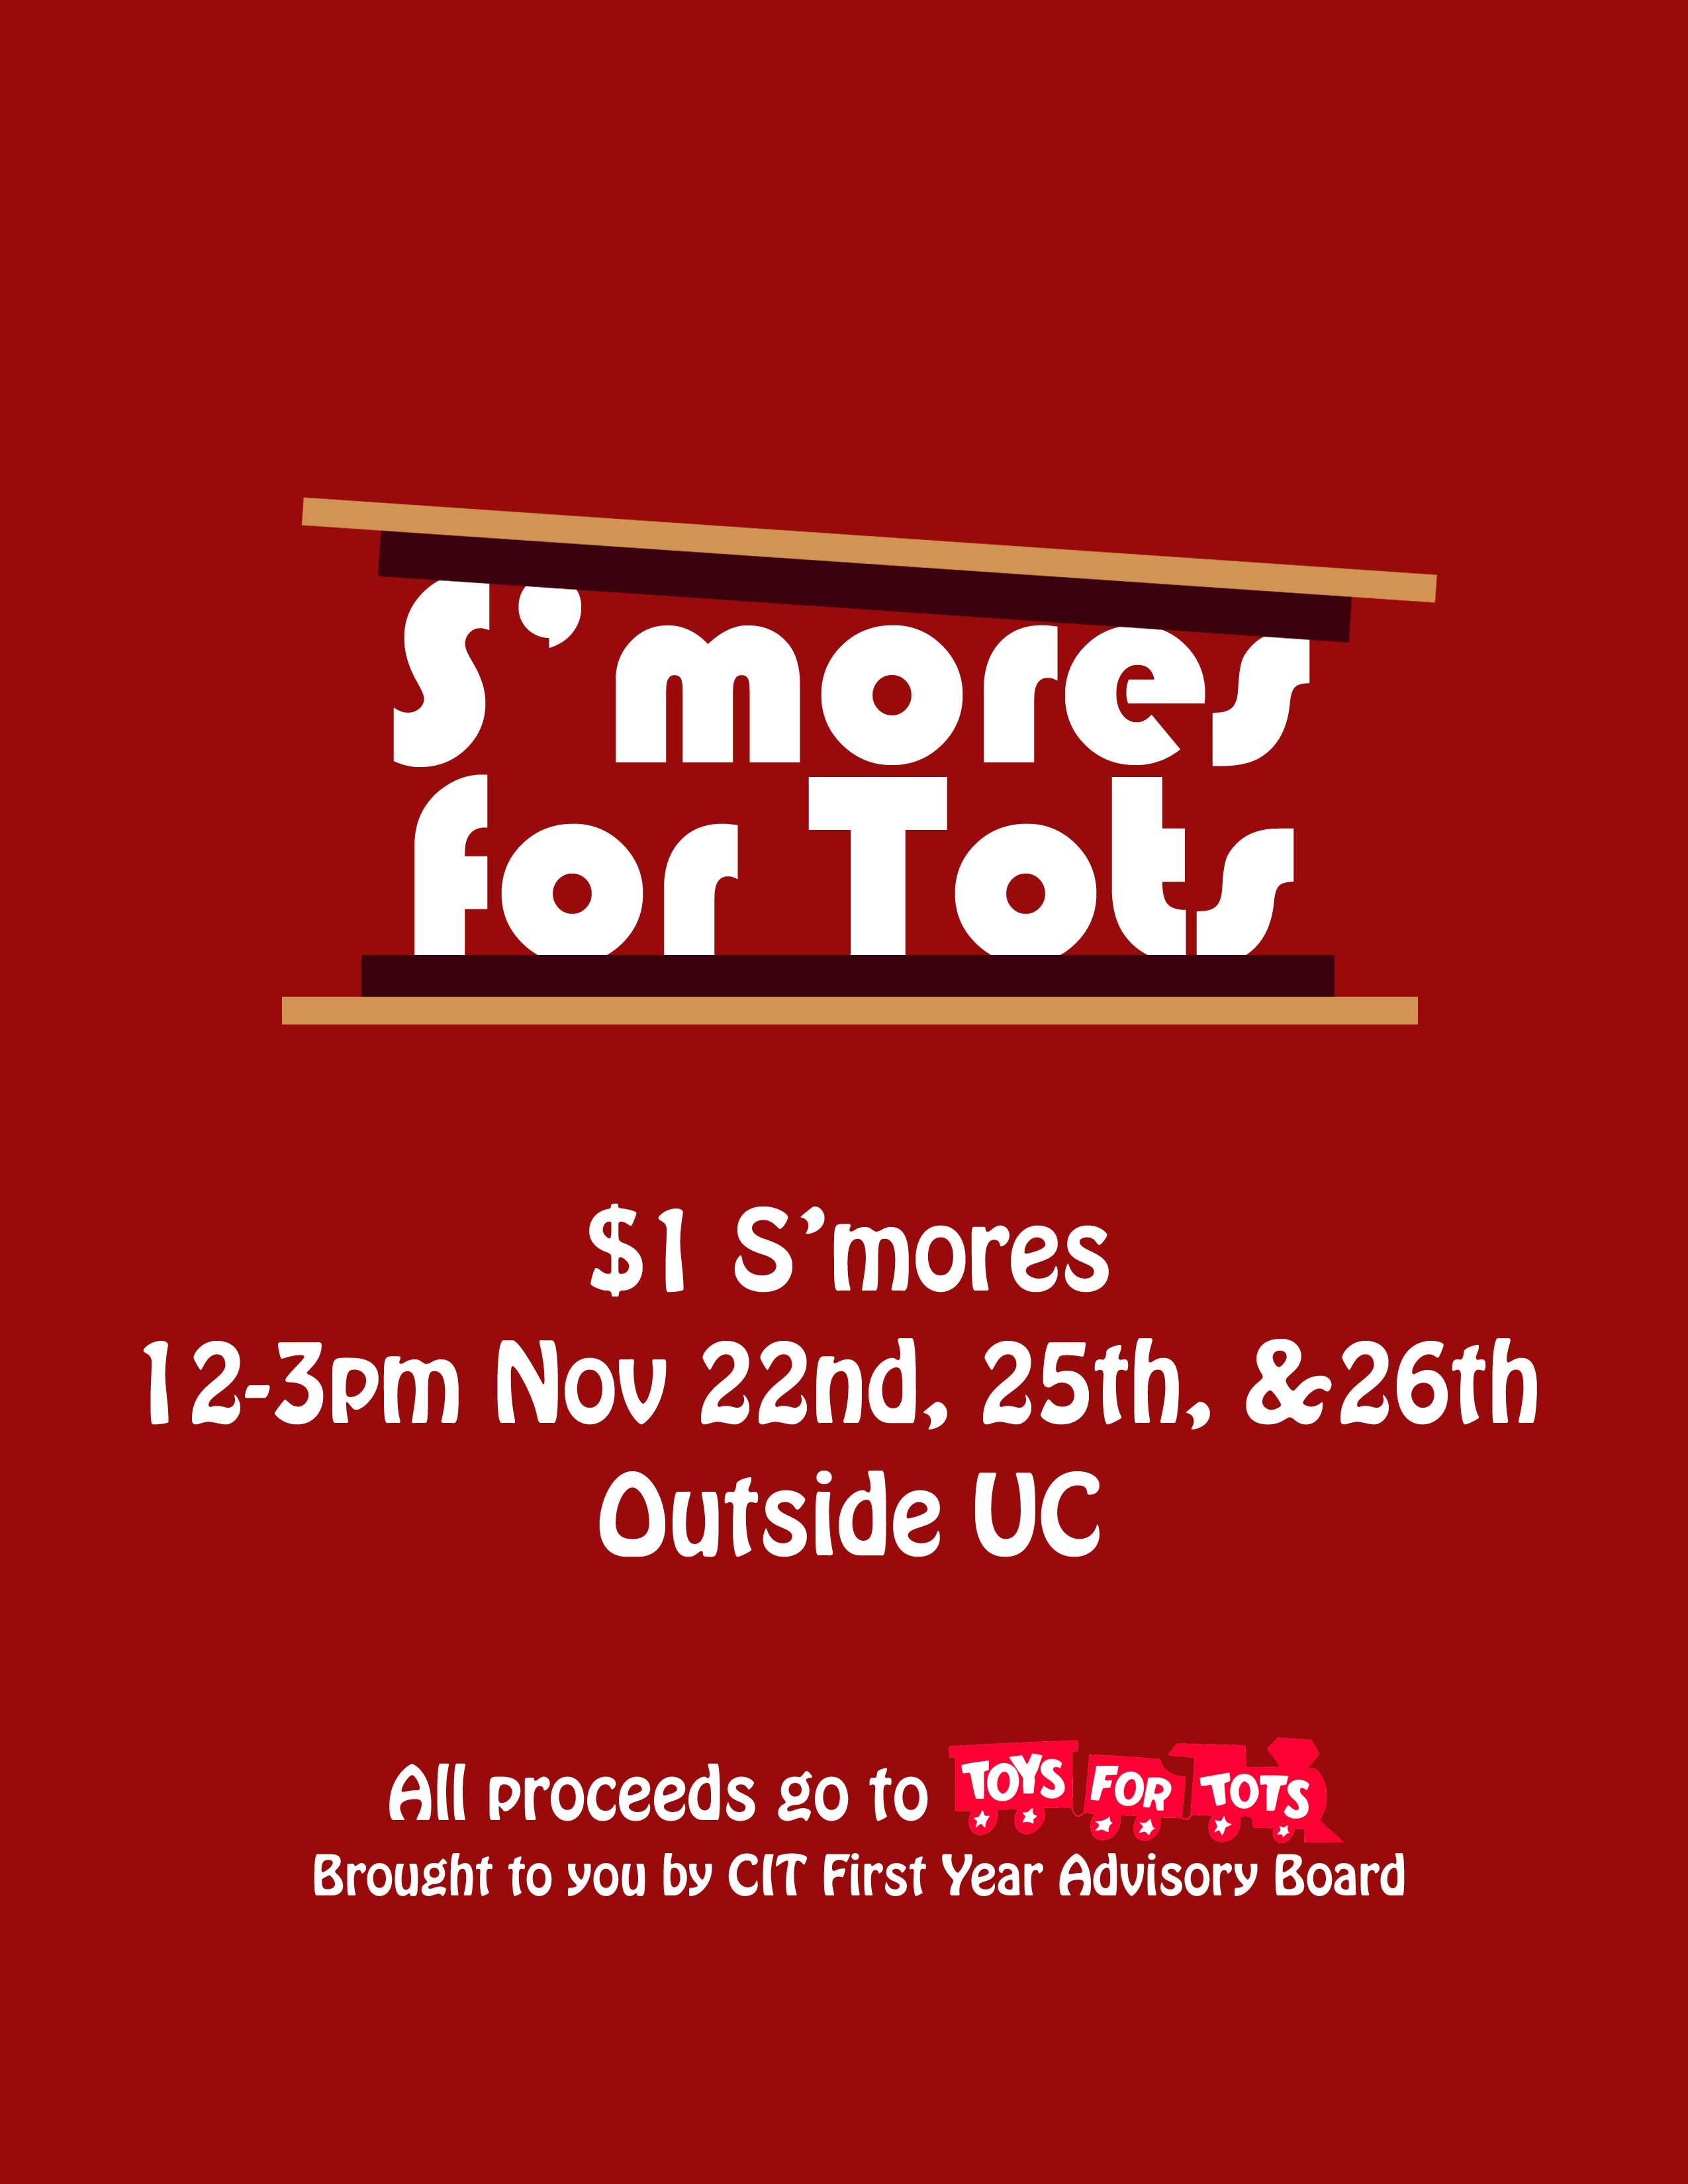 S'mores
for Tots
$1 S'mores
12-3pm Nov 22nd, 25th, &26th
Outside UC
All proceeds go to TOYS FOR TOTS
Brought to you by CIT First Year Advisory Board